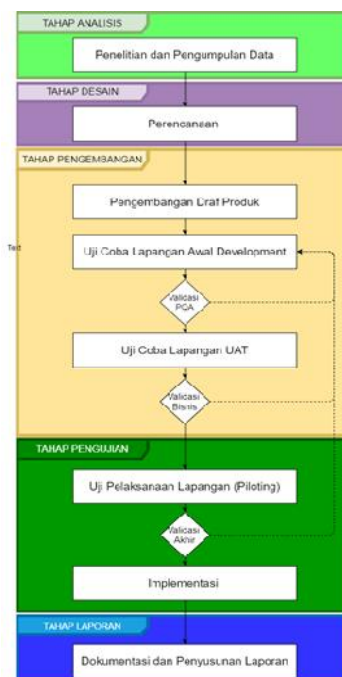 TAHAP ANALISIS
Penelitian dan Pengumpulan Data
TAHAP DESAIN
Perencanaan
TAHAP PENGEMBANGAN
Pengembangan Draf Produk
Text
Uji Coba Lapangan Awal Development
Validasi
PCA
Uji Coba Lapangan UAT
Validasi
Bisnis
TAHAP PENGUJIAN
Uji Pelaksanaan Lapangan (Piloting)
Validasi
Akhir
Implementasi
TAHAP LAPORAN
Dokumentasi dan Penyusunan Laporan